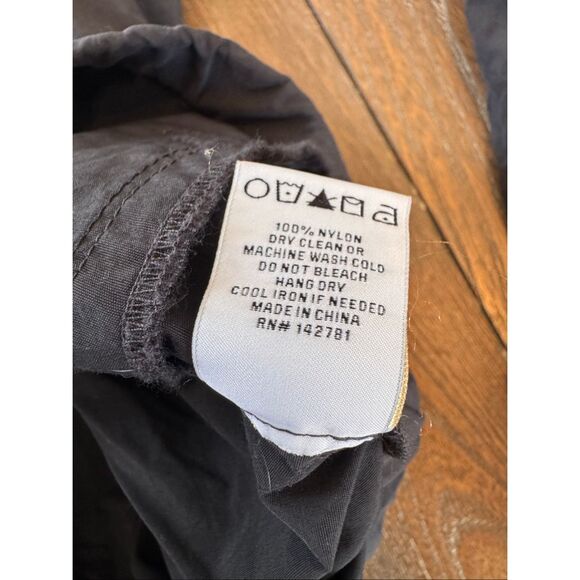 100% NYLON
DRY CLEAN OR
MACHINE WASH COLD
DO NOT BLEACH
HANG DRY
COOL IRON IF NEEDED
MADE IN CHINA
RN# 142781